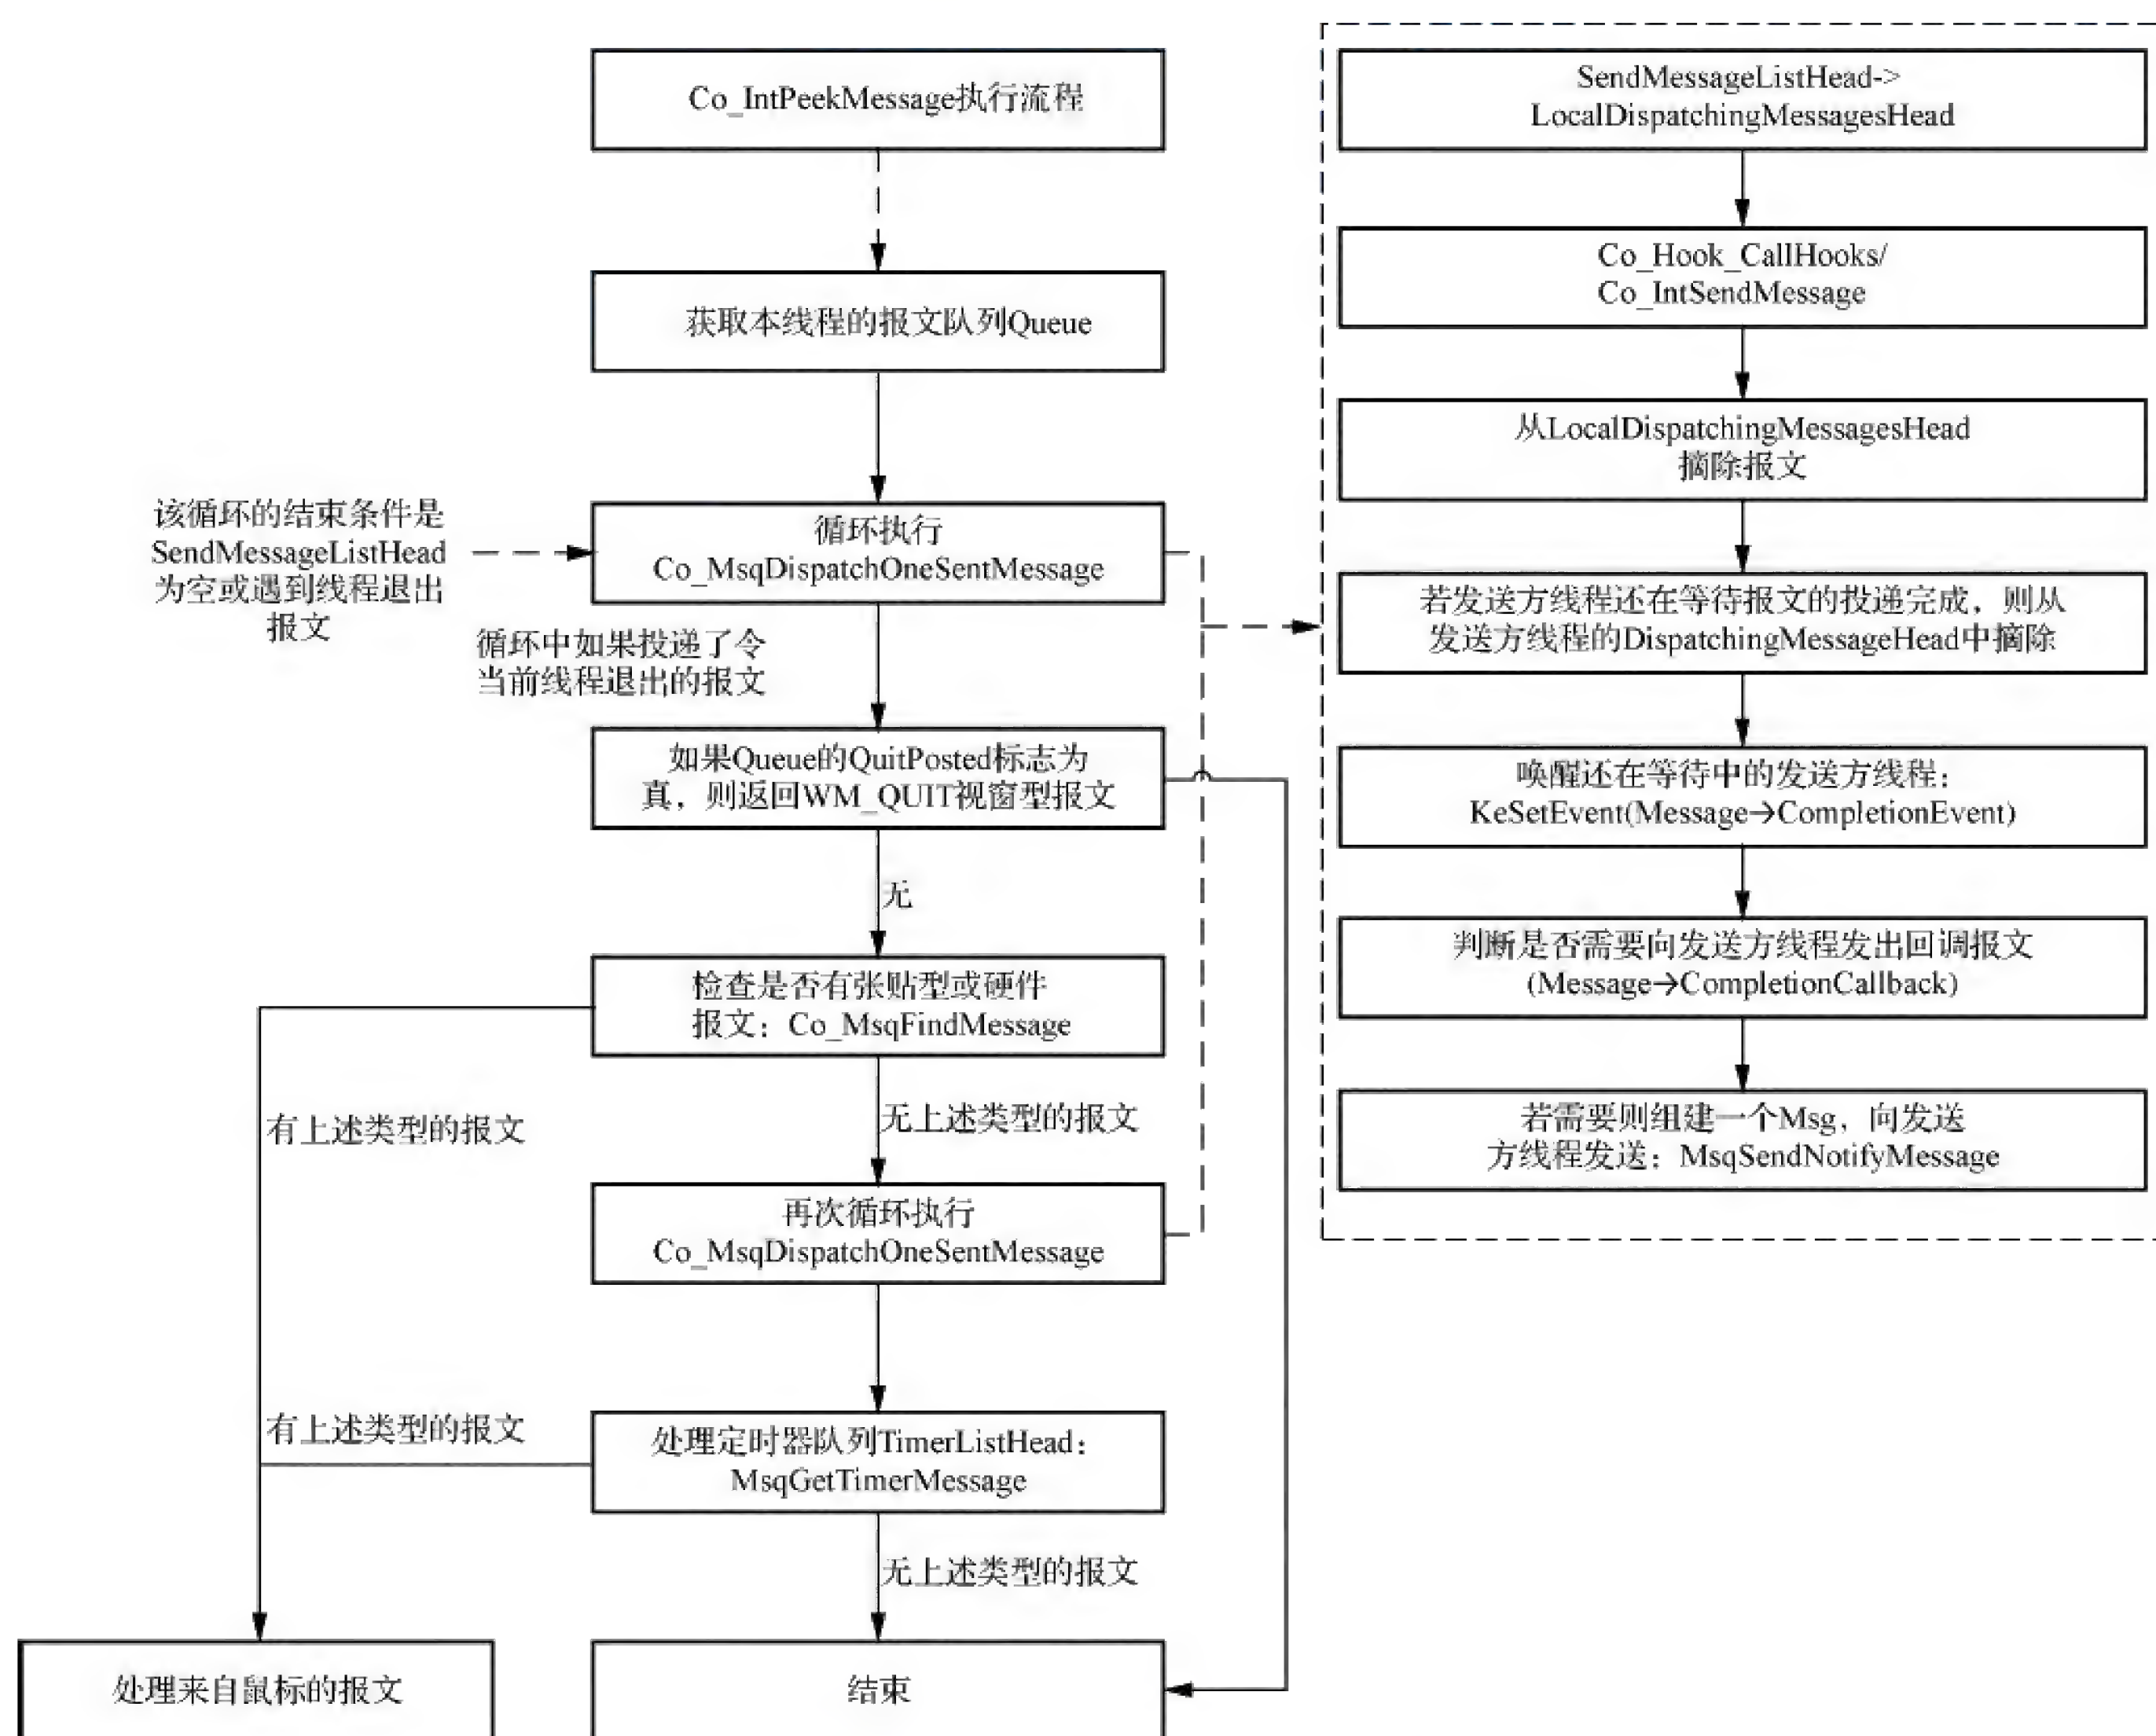 Co_IntPeekMessage执行流程
获取本线程的报文队列Queue
该循环的结束条件是
SendMessageListHead
为空或遇到线程退出
报文
循环执行
Co_MsqDispatchOneSentMessage
循环中如果投递了令
当前线程退出的报文
如果Queue的QuitPosted标志为
真，则返回WM_QUIT视窗型报文
无
检查是否有张贴型或硬件
报文：Co_MsqFindMessage
有上述类型的报文
无上述类型的报文
再次循环执行
Co_MsqDispatchOneSentMessage
有上述类型的报文
处理定时器队列TimerListHead：
MsqGetTimerMessage
无上述类型的报文
处理来自鼠标的报文
结束
SendMessageListHead->
LocalDispatchingMessagesHead
Co_Hook_CallHooks/
Co_IntSendMessage
从LocalDispatchingMessagesHead
摘除报文
若发送方线程还在等待报文的投递完成，则从
发送方线程的DispatchingMessageHead中摘除
唤醒还在等待中的发送方线程：
KeSetEvent(Message→CompletionEvent)
判断是否需要向发送方线程发出回调报文
(Message→CompletionCallback)
若需要则组建一个Msg，向发送
方线程发送：MsqSendNotifyMessage